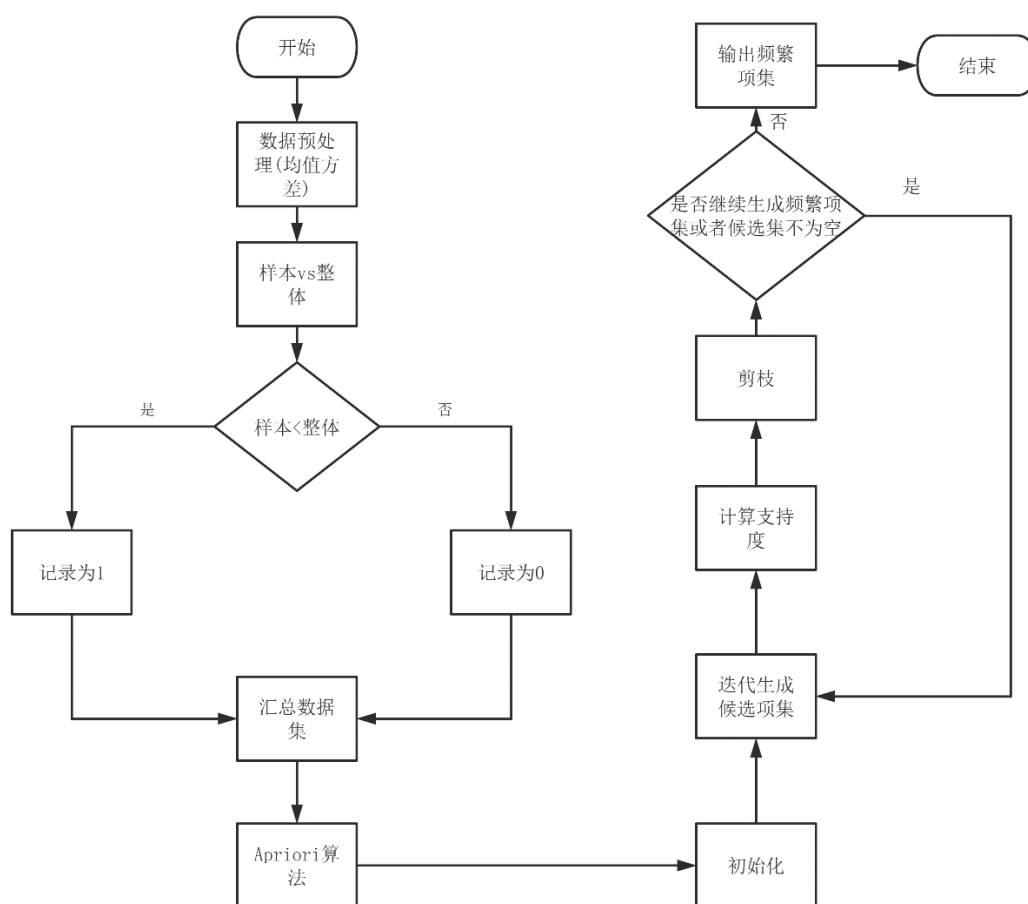 开始
数据预处
理(均值方
差)
样本vs整
体
样本<整体
是
否
记录为1
记录为0
汇总数据
集
Apriori算
法
初始化
迭代生成
候选项集
计算支持
度
剪枝
是否继续生成频繁项
集或者候选集不为空
是
否
输出频繁
项集
结束